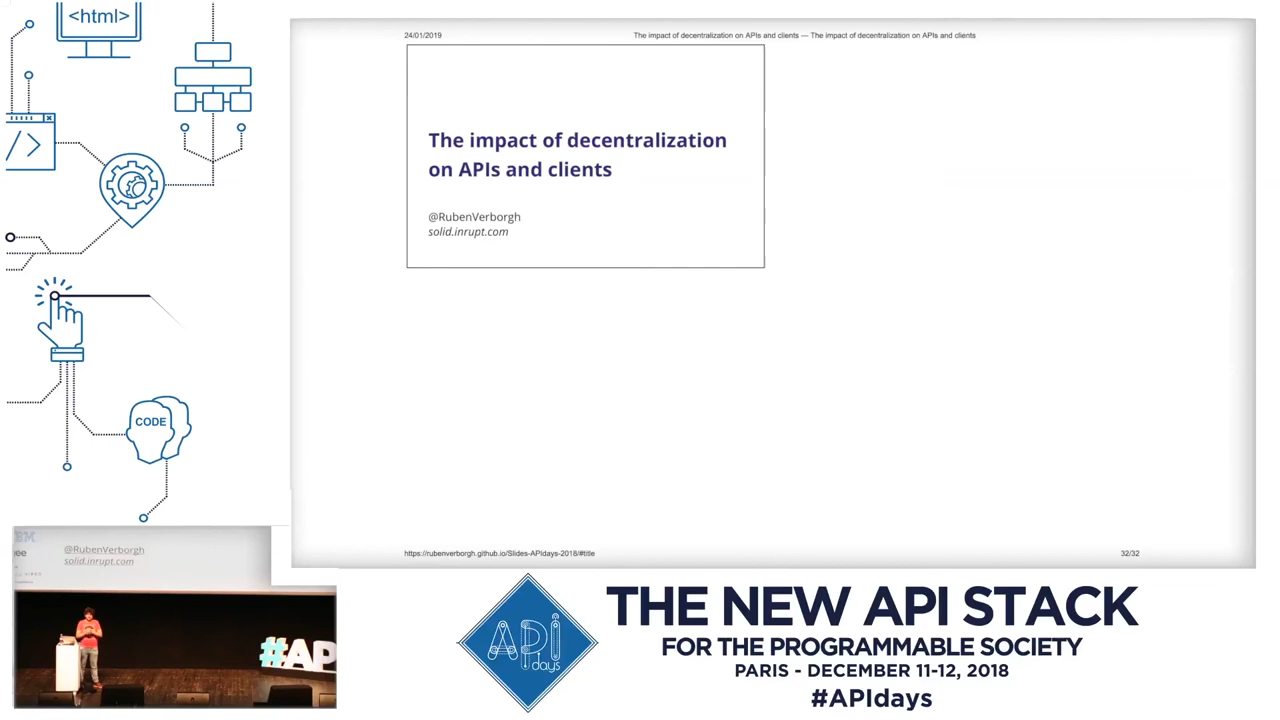 <html>
</>
CODE
24/01/2019
The impact of decentralization on APIs and clients — The impact of decentralization on APIs and clients
The impact of decentralization
on APIs and clients
@RubenVerborgh
solid.inrupt.com
https://rubenverborgh.github.io/Slides-APIdays-2018/#title
32/32
@RubenVerborgh
solid.inrupt.com
#AP
APi
days
THE NEW API STACK
FOR THE PROGRAMMABLE SOCIETY
PARIS - DECEMBER 11-12, 2018
#APIdays